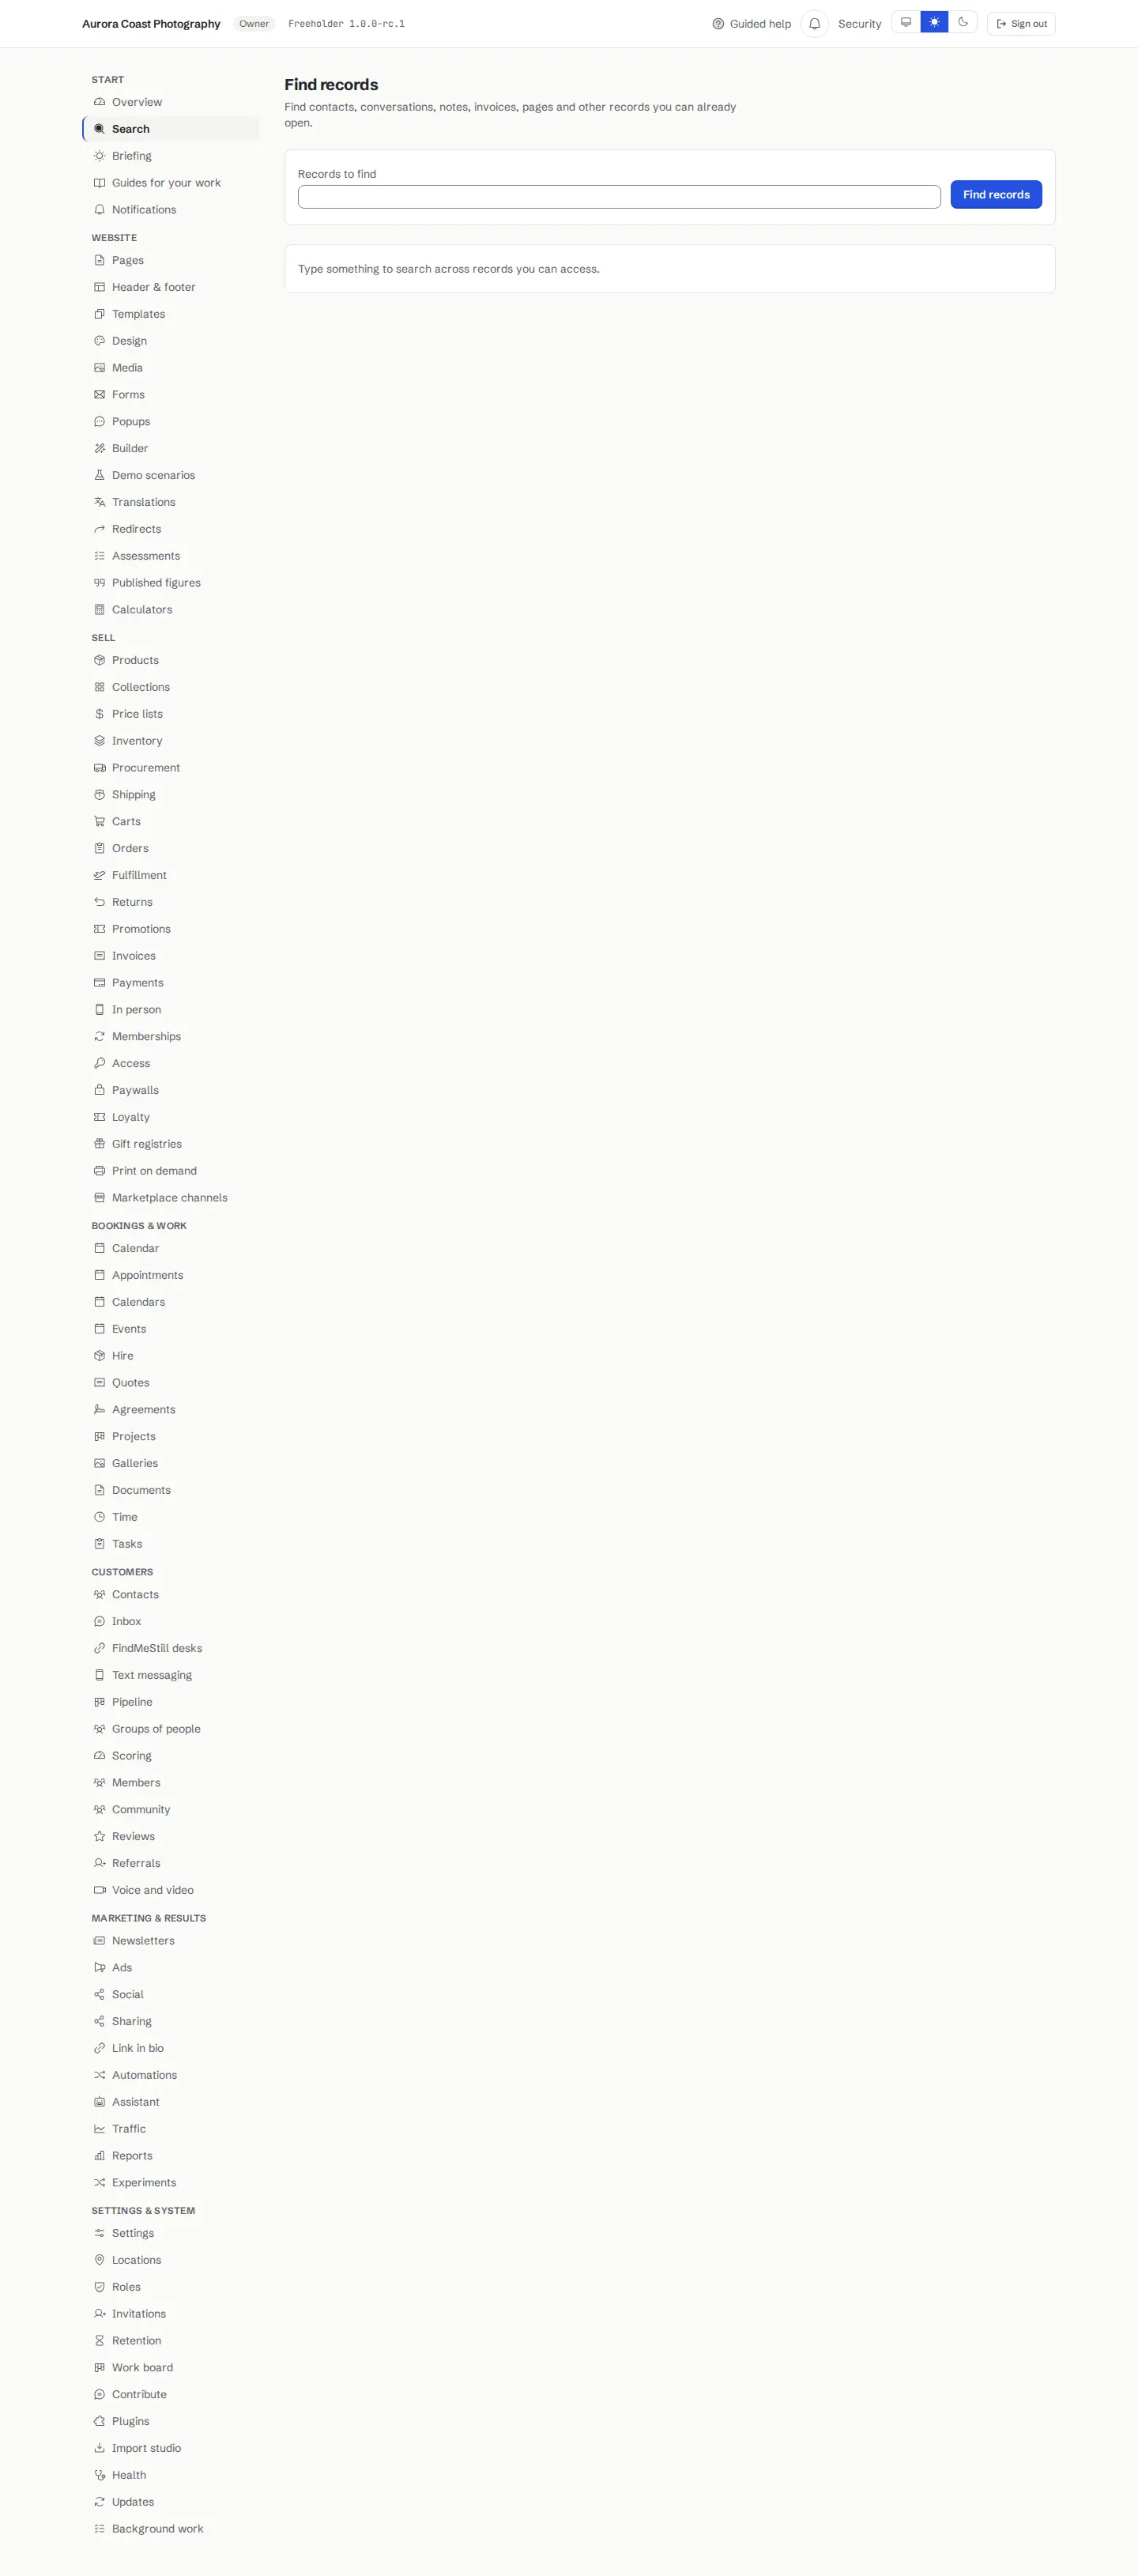 Aurora Coast Photography
Owner
Freeholder 1.0.0-rc.1
Guided help
Security
Sign out
START
Overview
Search
Briefing
Guides for your work
Notifications
WEBSITE
Pages
Header & footer
Templates
Design
Media
Forms
Popups
Builder
Demo scenarios
Translations
Redirects
Assessments
Published figures
Calculators
SELL
Products
Collections
Price lists
Inventory
Procurement
Shipping
Carts
Orders
Fulfillment
Returns
Promotions
Invoices
Payments
In person
Memberships
Access
Paywalls
Loyalty
Gift registries
Print on demand
Marketplace channels
BOOKINGS & WORK
Calendar
Appointments
Calendars
Events
Hire
Quotes
Agreements
Projects
Galleries
Documents
Time
Tasks
CUSTOMERS
Contacts
Inbox
FindMeStill desks
Text messaging
Pipeline
Groups of people
Scoring
Members
Community
Reviews
Referrals
Voice and video
MARKETING & RESULTS
Newsletters
Ads
Social
Sharing
Link in bio
Automations
Assistant
Traffic
Reports
Experiments
SETTINGS & SYSTEM
Settings
Locations
Roles
Invitations
Retention
Work board
Contribute
Plugins
Import studio
Health
Updates
Background work
Find records
Find contacts, conversations, notes, invoices, pages and other records you can already
open.
Records to find
Find records
Type something to search across records you can access.